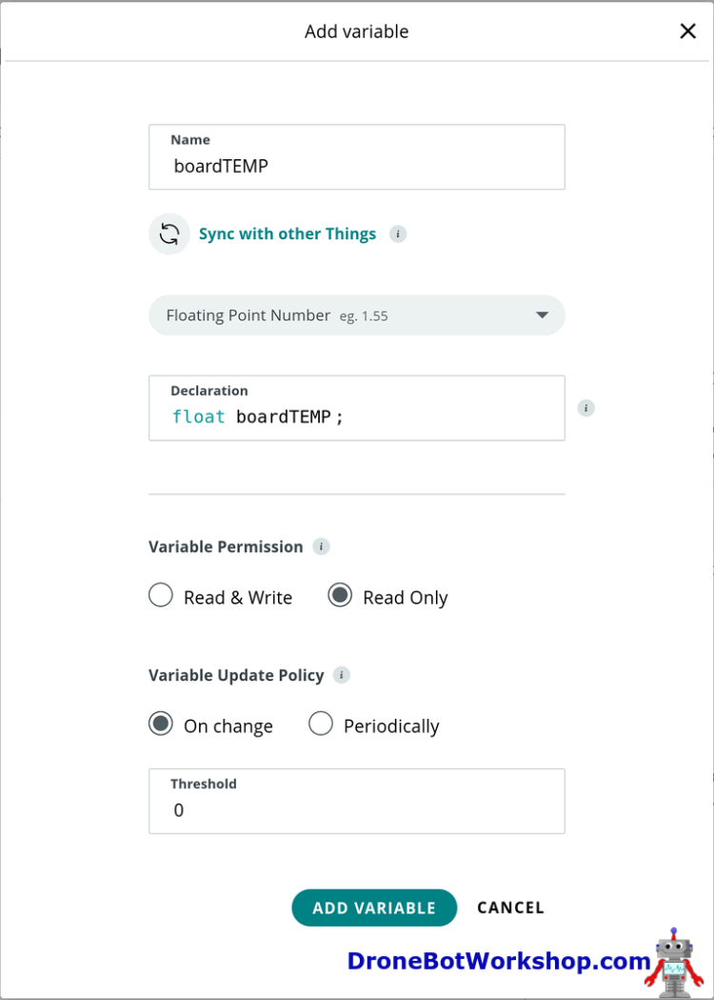 Add variable
Name
boardTEMP
Sync with other Things i
Floating Point Number eg. 1.55
Declaration
float boardTEMP;
i
Variable Permission i
Read & Write Read Only
Variable Update Policy i
On change Periodically
Threshold
0
ADD VARIABLE CANCEL
DroneBotWorkshop.com